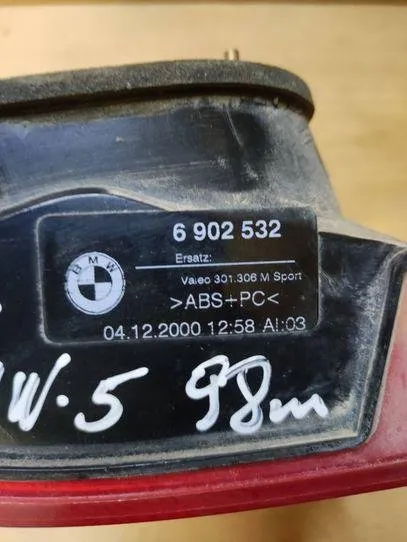 6 902 532
BMW
Ersatz:
Valeo 301.306 M Sport
>ABS+PC<
04.12.2000 12:58 AI:03
W·5 98m